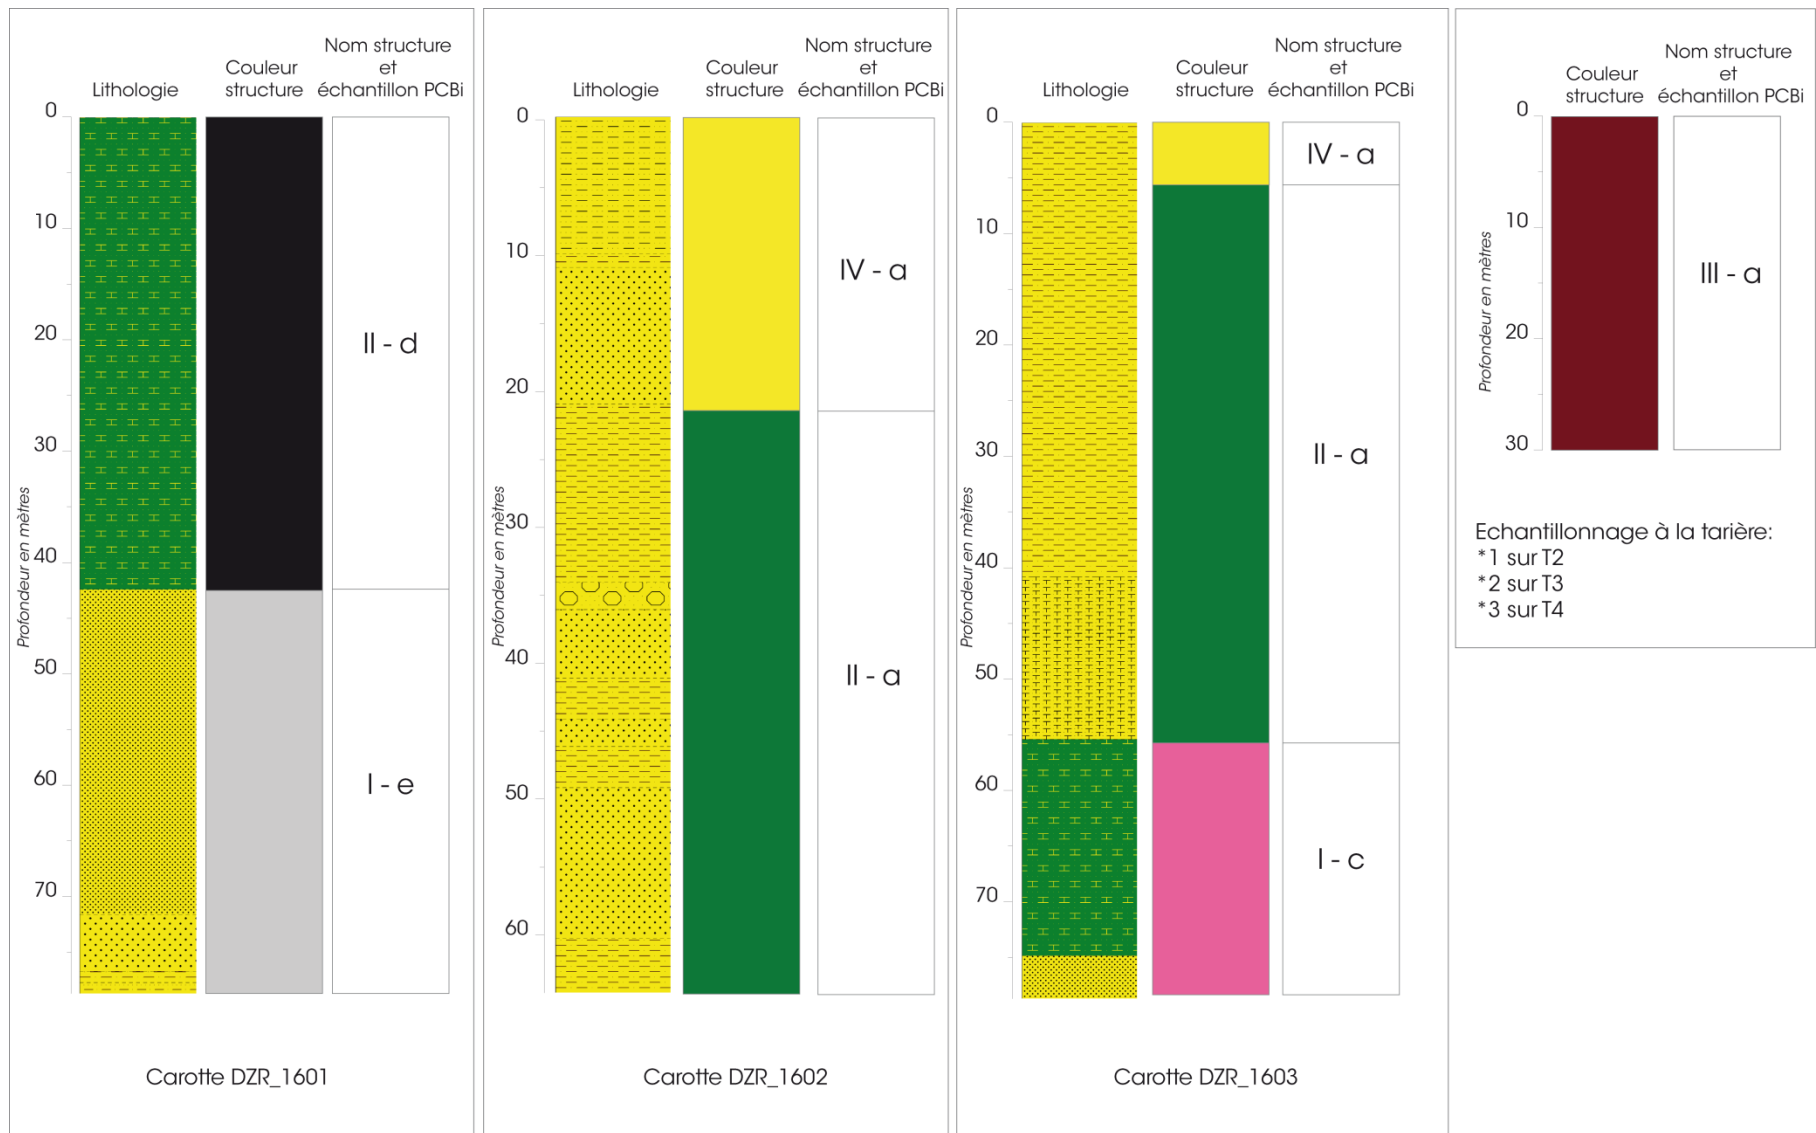 Lithologie
Couleur
structure
Nom structure
et
échantillon PCBi
0
10
20
30
40
50
60
70
Profondeur en mètres
II - d
I - e
Carotte DZR_1601
Lithologie
Couleur
structure
Nom structure
et
échantillon PCBi
0
10
20
30
40
50
60
Profondeur en mètres
IV - a
II - a
Carotte DZR_1602
Lithologie
Couleur
structure
Nom structure
et
échantillon PCBi
0
10
20
30
40
50
60
70
Profondeur en mètres
IV - a
II - a
I - c
Carotte DZR_1603
Couleur
structure
Nom structure
et
échantillon PCBi
0
10
20
30
Profondeur en mètres
III - a
Echantillonnage à la tarière:
*1 sur T2
*2 sur T3
*3 sur T4